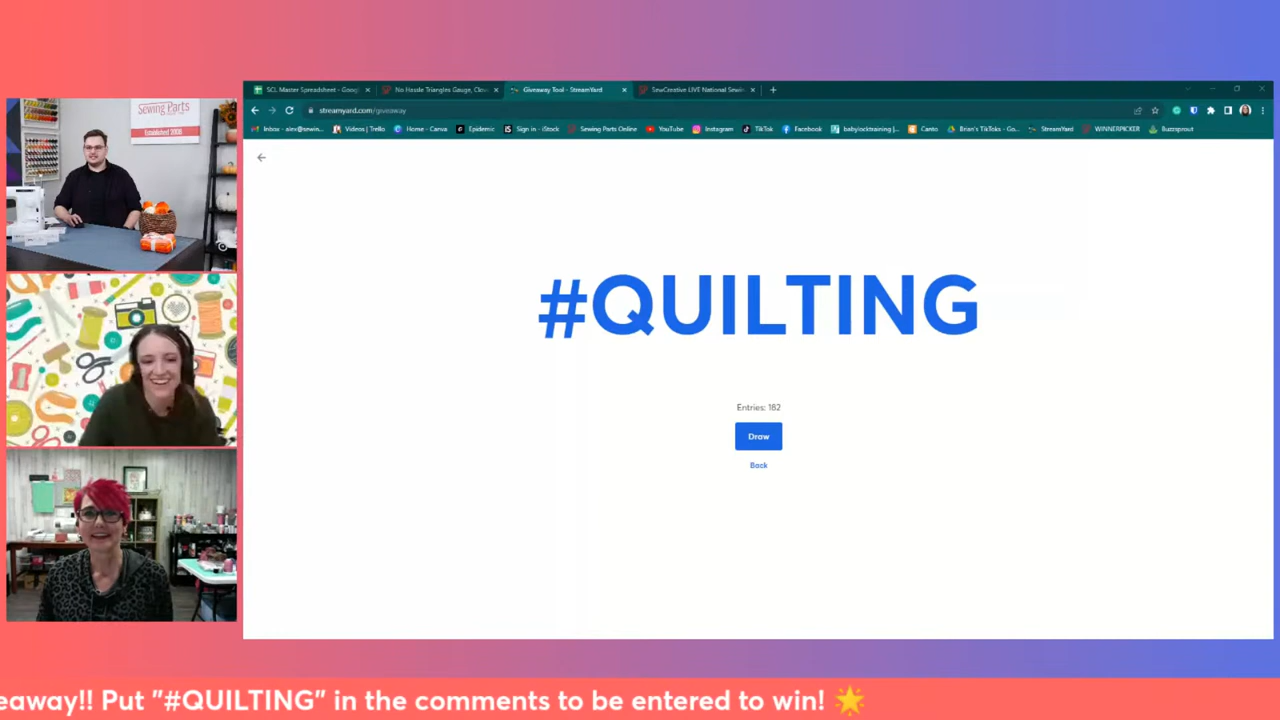 Sewing Parts
Established 2008
SCL Master Spreadsheet - Goog
No Hassle Triangles Gauge, Clov
Giveaway Tool - StreamYard
SewCreative LIVE National Sewin
streamyard.com/giveaway
Inbox - alex@sewin...
Videos | Trello
Home - Canva
Epidemic
Sign in - iStock
Sewing Parts Online
YouTube
Instagram
TikTok
Facebook
babylocktraining |...
Canto
Brian's TikToks - Go...
StreamYard
WINNERPICKER
Buzzsprout
#QUILTING
Entries: 182
Draw
Back
eaway!! Put "#QUILTING" in the comments to be entered to win! 🌟